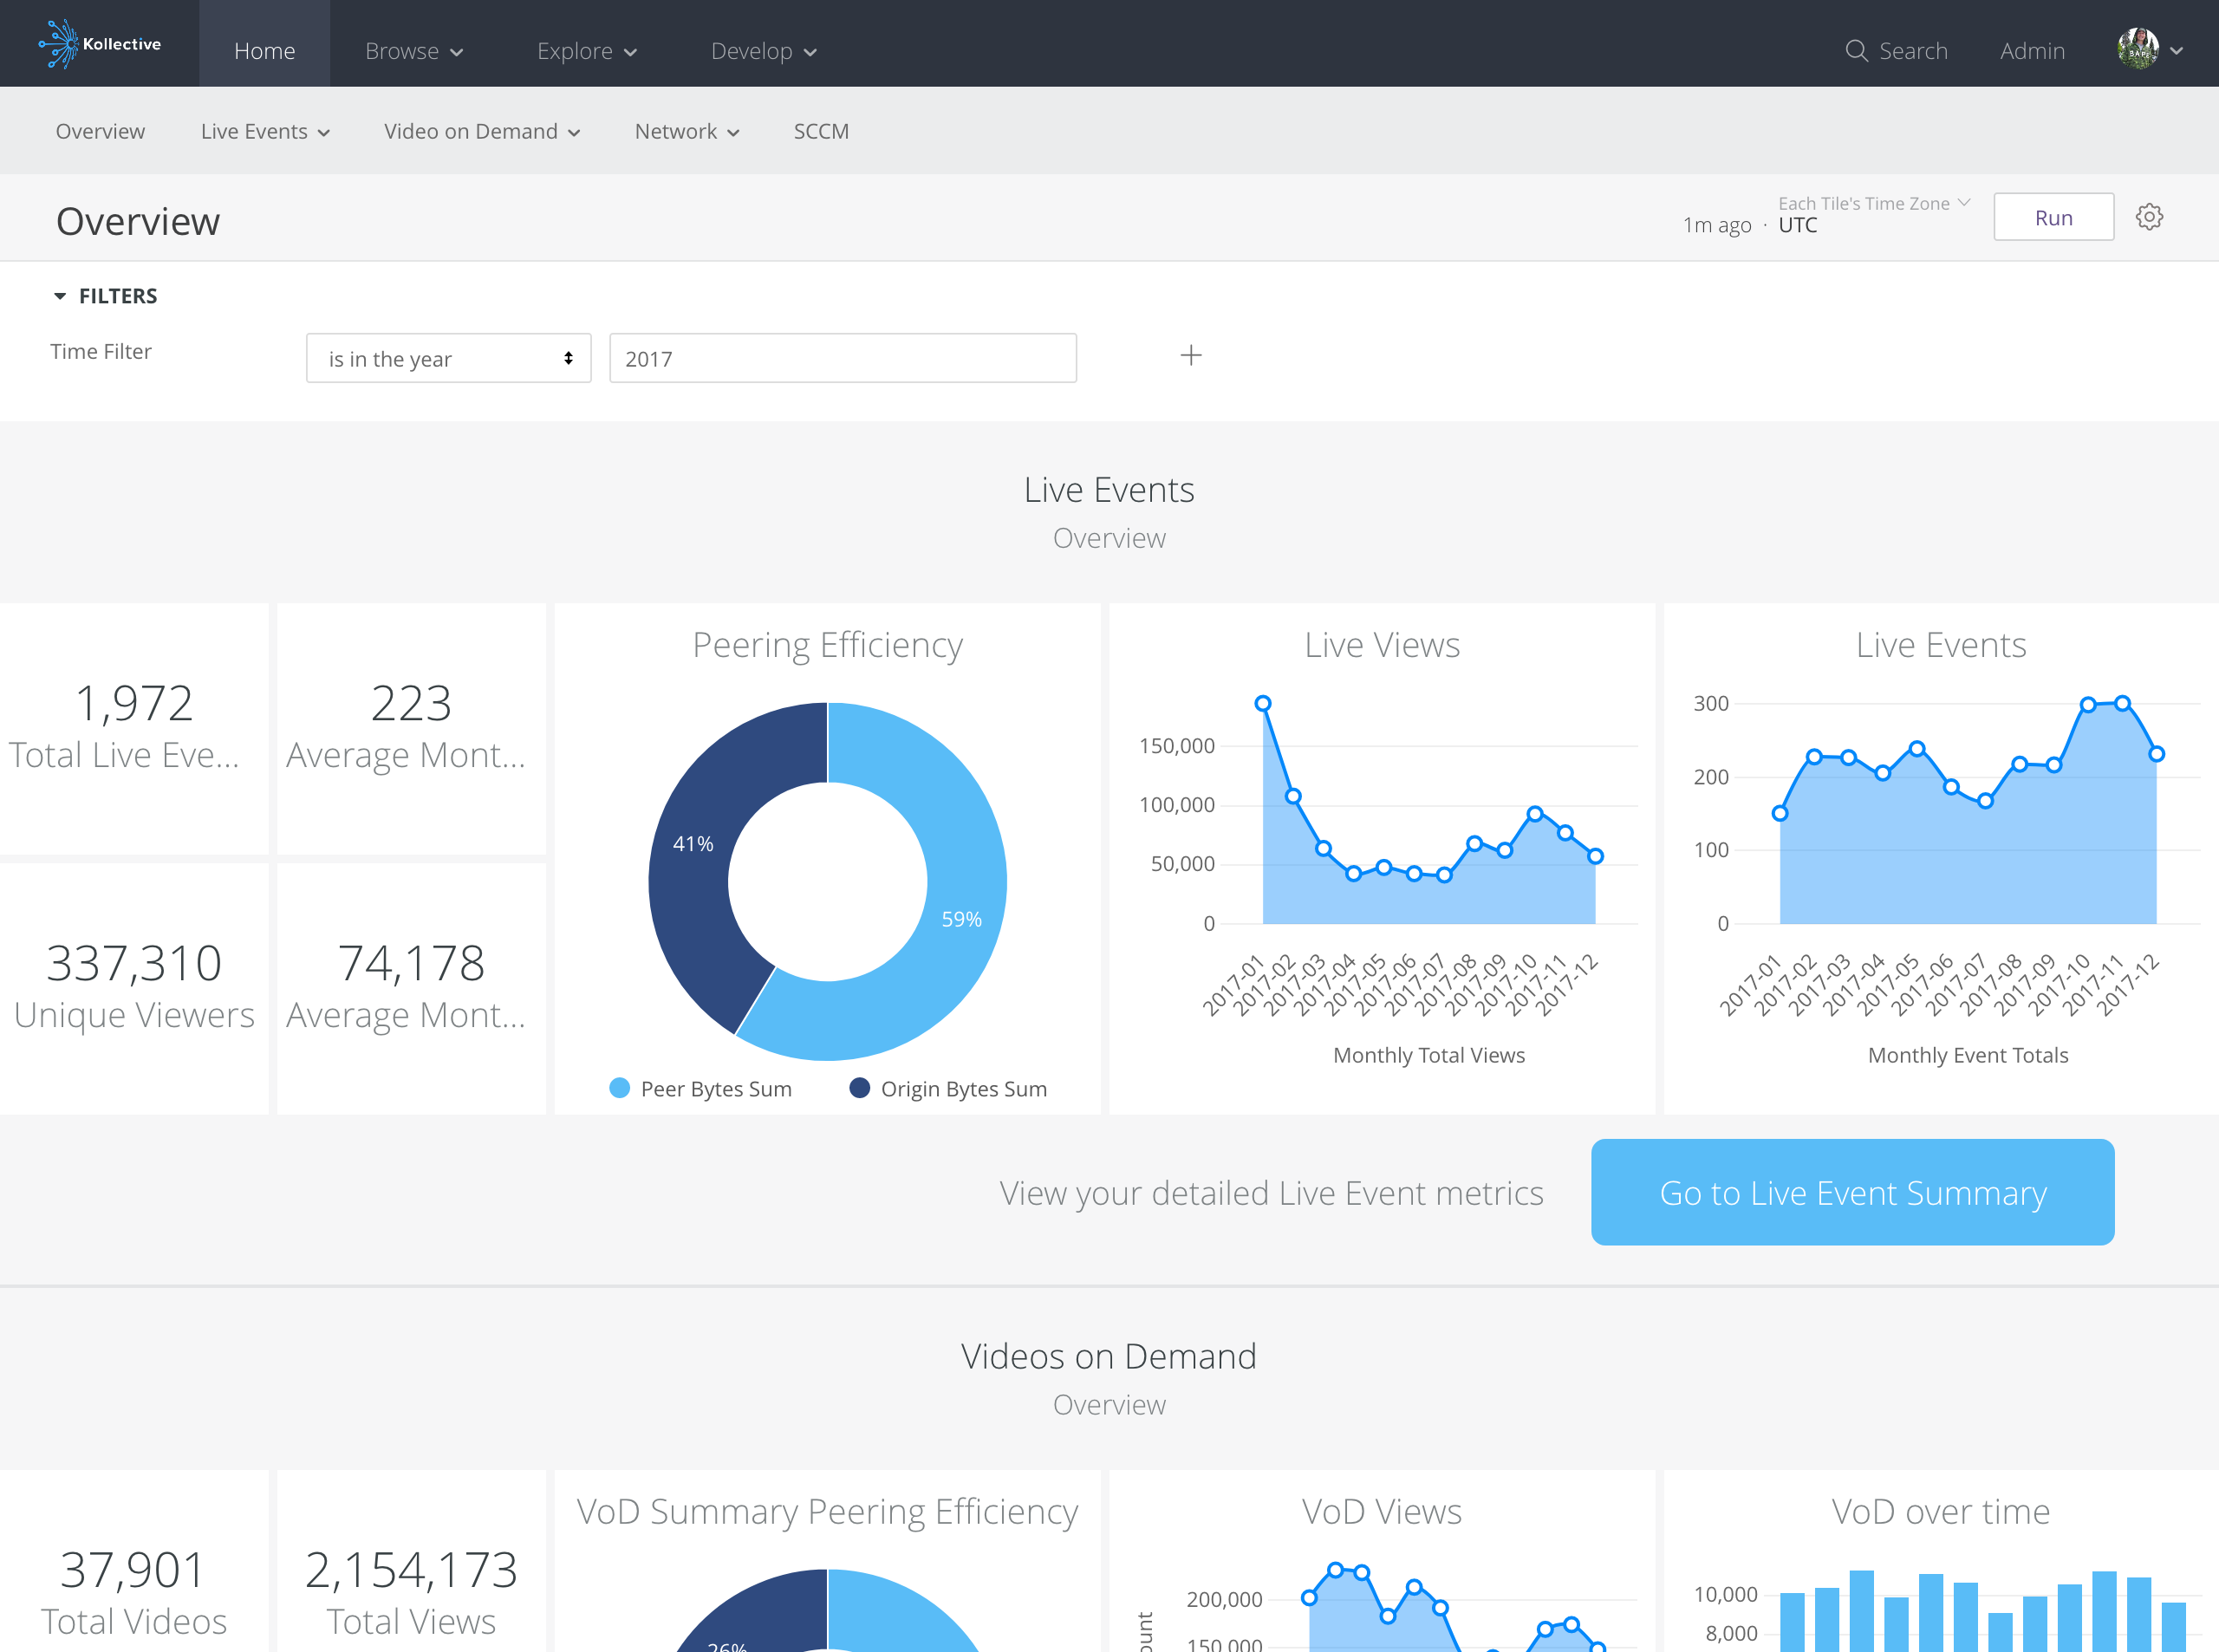 Kollective
Home
Browse
Explore
Develop
Search
Admin
Overview
Live Events
Video on Demand
Network
SCCM
Overview
1m ago · 
Each Tile's Time Zone
UTC
Run
FILTERS
Time Filter
is in the year
2017
Live Events
Overview
1,972
Total Live Eve...
223
Average Mont...
337,310
Unique Viewers
74,178
Average Mont...
Peering Efficiency
41%
59%
Peer Bytes Sum
Origin Bytes Sum
Live Views
150,000
100,000
50,000
0
2017-01
2017-02
2017-03
2017-04
2017-05
2017-06
2017-07
2017-08
2017-09
2017-10
2017-11
2017-12
Monthly Total Views
Live Events
300
200
100
0
2017-01
2017-02
2017-03
2017-04
2017-05
2017-06
2017-07
2017-08
2017-09
2017-10
2017-11
2017-12
Monthly Event Totals
View your detailed Live Event metrics
Go to Live Event Summary
Videos on Demand
Overview
37,901
Total Videos
2,154,173
Total Views
VoD Summary Peering Efficiency
26%
VoD Views
200,000
150,000
VoD over time
10,000
8,000